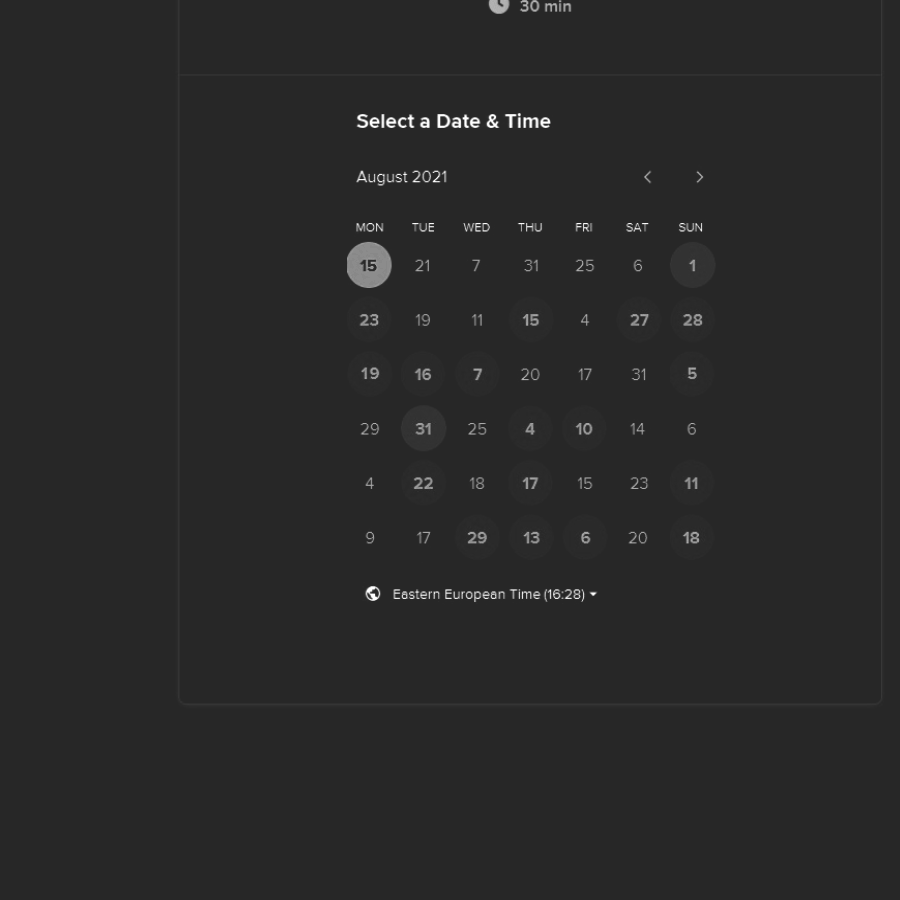 30 min
Select a Date & Time
August 2021
MON TUE WED THU FRI SAT SUN
15 21 7 31 25 6 1
23 19 11 15 4 27 28
19 16 7 20 17 31 5
29 31 25 4 10 14 6
4 22 18 17 15 23 11
9 17 29 13 6 20 18
Eastern European Time (16:28)